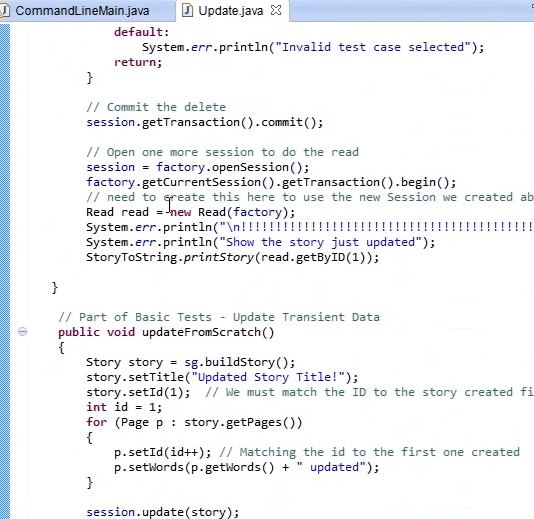 CommandLineMain.java
Update.java
default:
System.err.println("Invalid test case selected");
return;
}
// Commit the delete
session.getTransaction().commit();
// Open one more session to do the read
session = factory.openSession();
factory.getCurrentSession().getTransaction().begin();
// need to create this here to use the new Session we created ab
Read read = new Read(factory);
System.err.println("\n!!!!!!!!!!!!!!!!!!!!!!!!!!!!!!!!!!!!!!!!!!
System.err.println("Show the story just updated");
StoryToString.printStory(read.getByID(1));
}
// Part of Basic Tests - Update Transient Data
public void updateFromScratch()
{
Story story = sg.buildStory();
story.setTitle("Updated Story Title!");
story.setId(1); // We must match the ID to the story created fi
int id = 1;
for (Page p : story.getPages())
{
p.setId(id++); // Matching the id to the first one created
p.setWords(p.getWords() + " updated");
}
session.update(story);